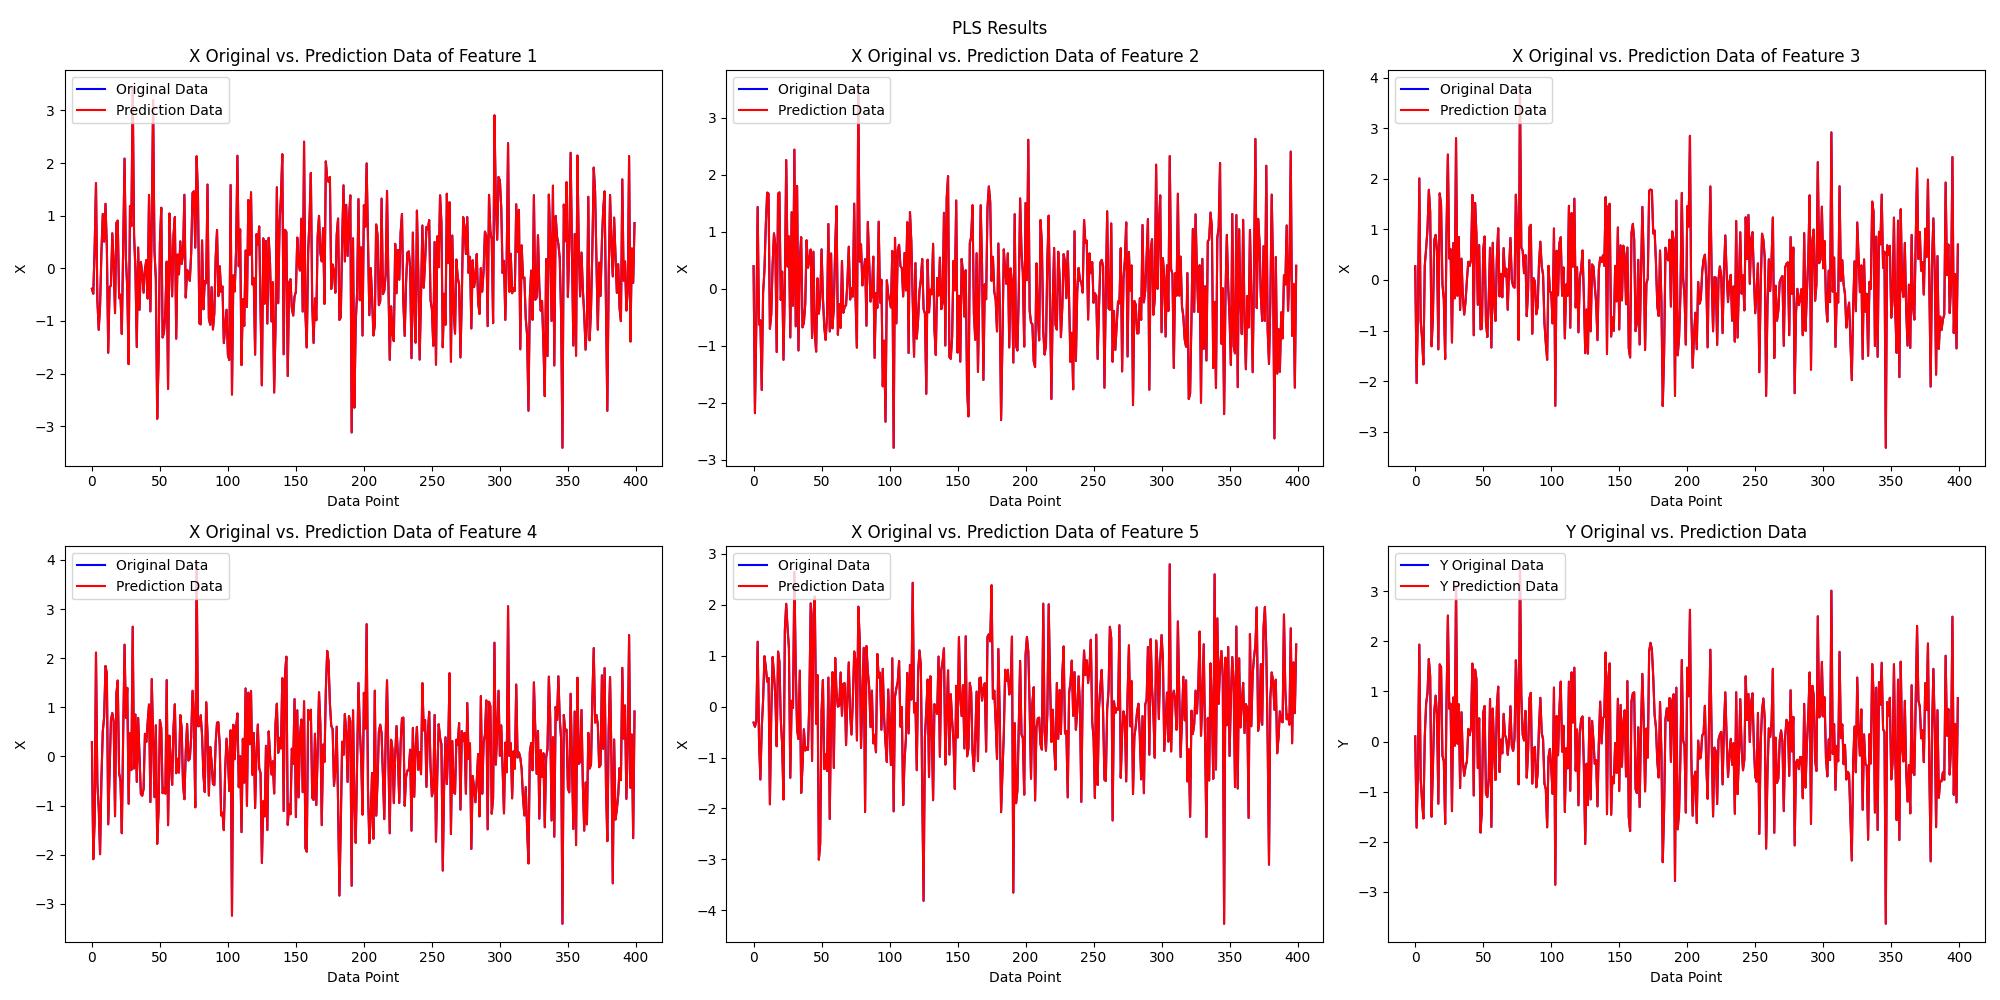 PLS Results
X Original vs. Prediction Data of Feature 1
Original Data
Prediction Data
3
2
1
0
−1
−2
−3
X
0 50 100 150 200 250 300 350 400
Data Point
X Original vs. Prediction Data of Feature 2
Original Data
Prediction Data
3
2
1
0
−1
−2
−3
X
0 50 100 150 200 250 300 350 400
Data Point
X Original vs. Prediction Data of Feature 3
Original Data
Prediction Data
4
3
2
1
0
−1
−2
−3
X
0 50 100 150 200 250 300 350 400
Data Point
X Original vs. Prediction Data of Feature 4
Original Data
Prediction Data
4
3
2
1
0
−1
−2
−3
X
0 50 100 150 200 250 300 350 400
Data Point
X Original vs. Prediction Data of Feature 5
Original Data
Prediction Data
3
2
1
0
−1
−2
−3
−4
X
0 50 100 150 200 250 300 350 400
Data Point
Y Original vs. Prediction Data
Y Original Data
Y Prediction Data
3
2
1
0
−1
−2
−3
Y
0 50 100 150 200 250 300 350 400
Data Point